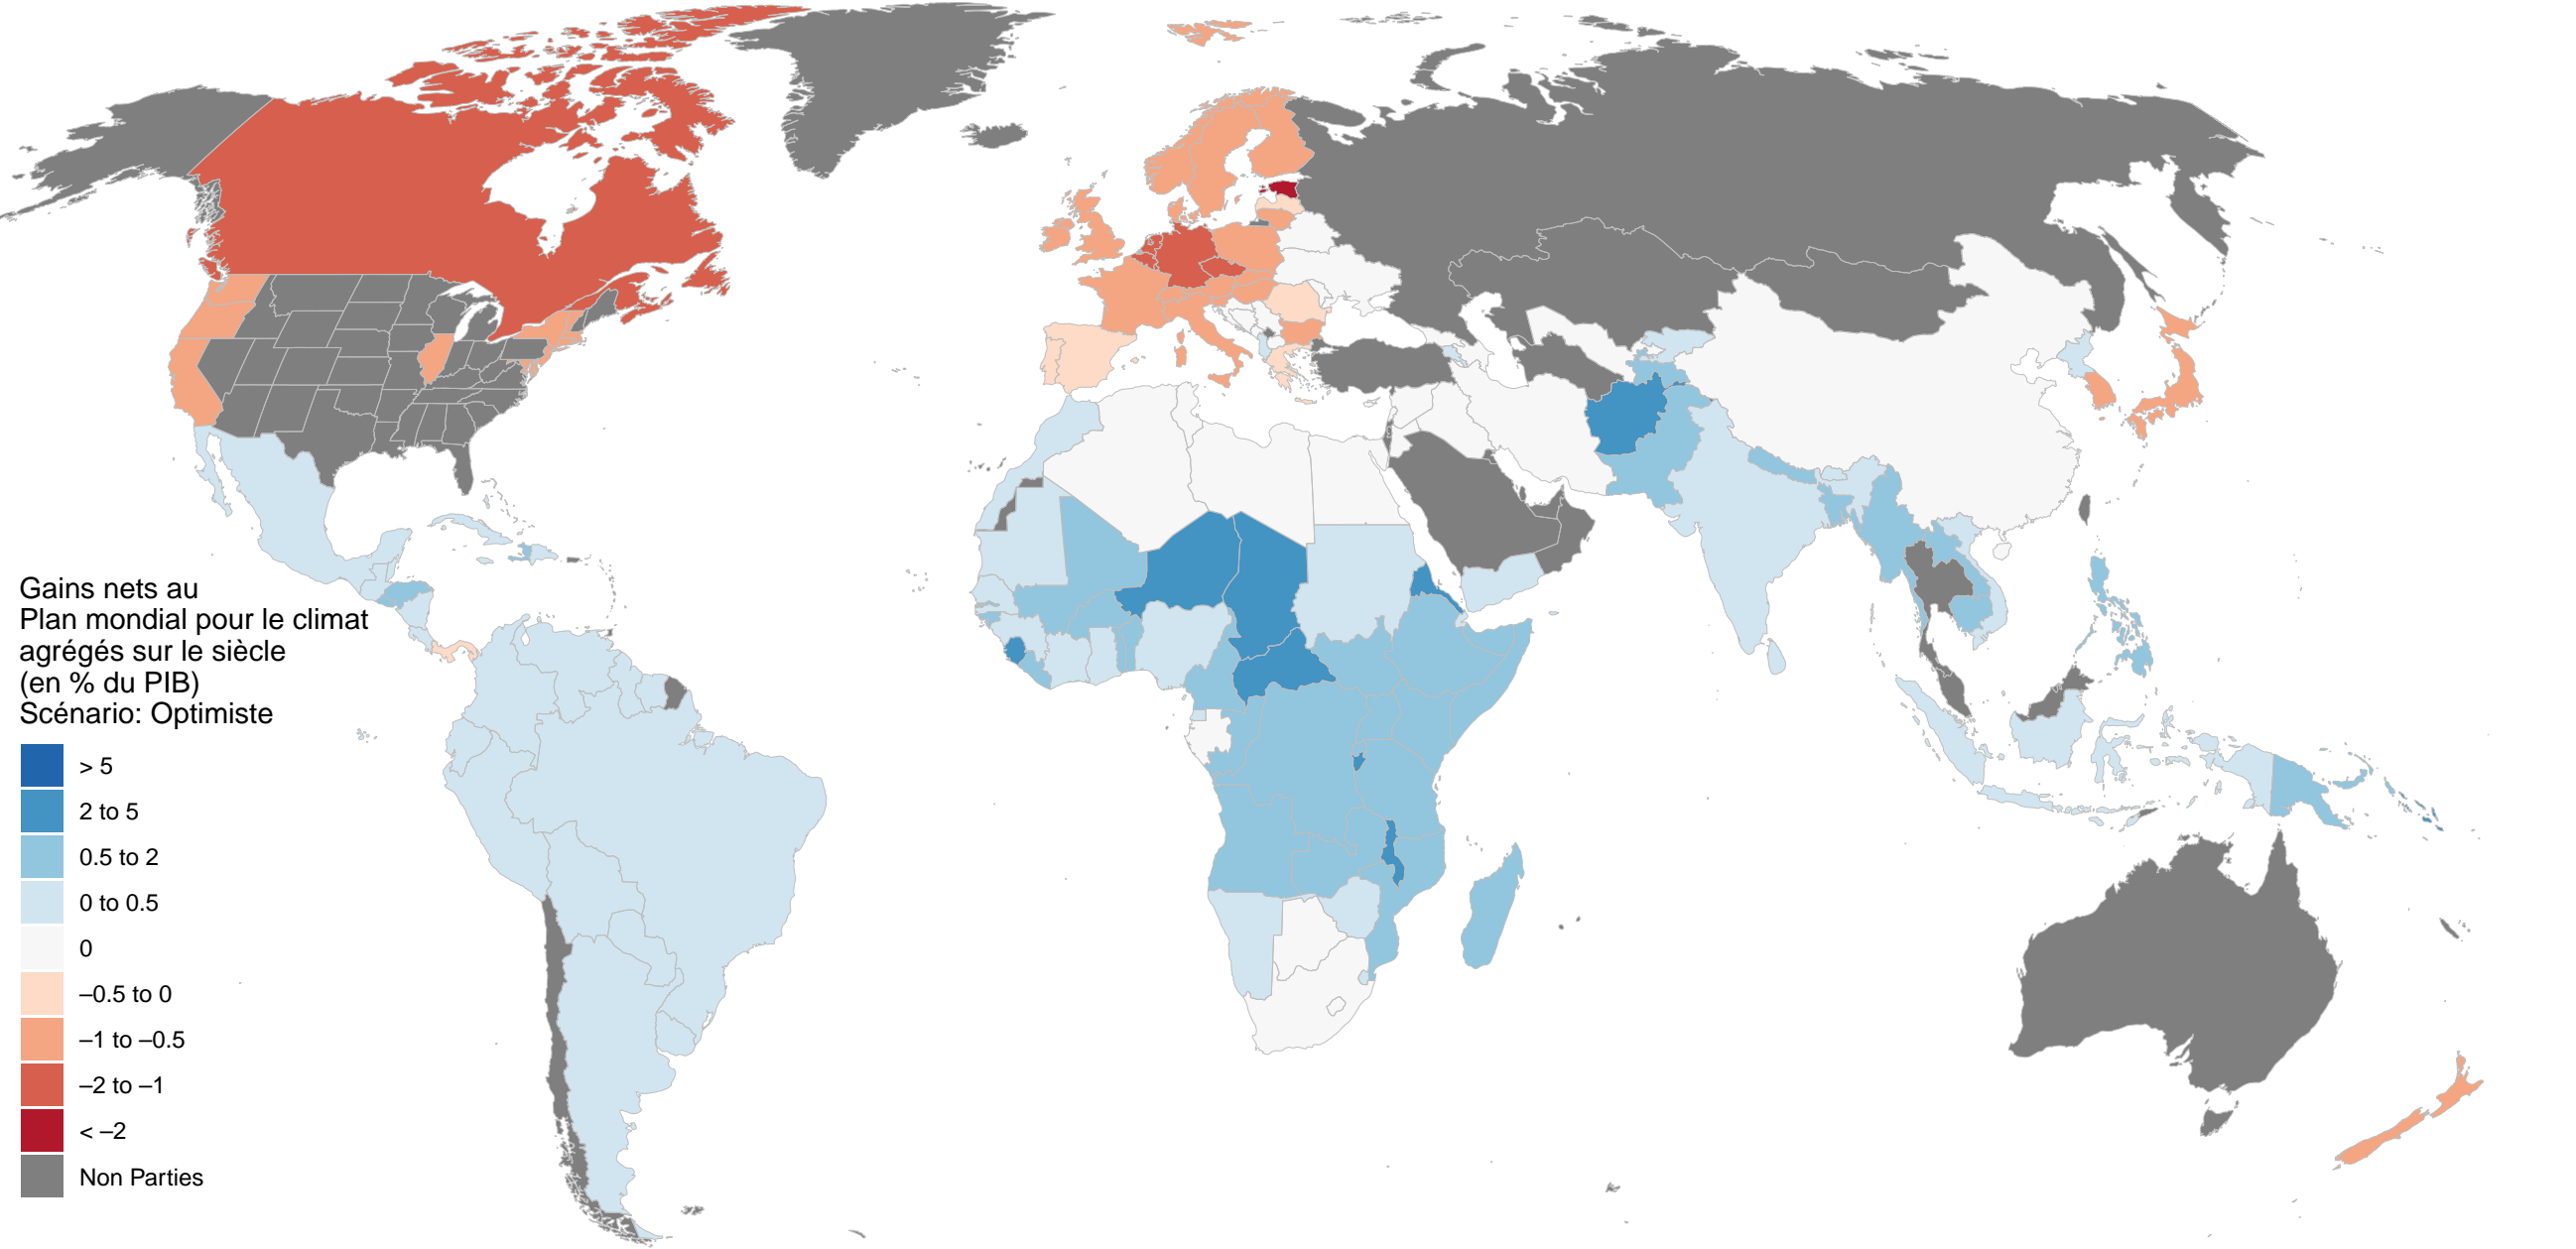 Gains nets au
Plan mondial pour le climat
agrégés sur le siècle
(en % du PIB)
Scénario: Optimiste
> 5
2 to 5
0.5 to 2
0 to 0.5
0
–0.5 to 0
–1 to –0.5
–2 to –1
< –2
Non Parties